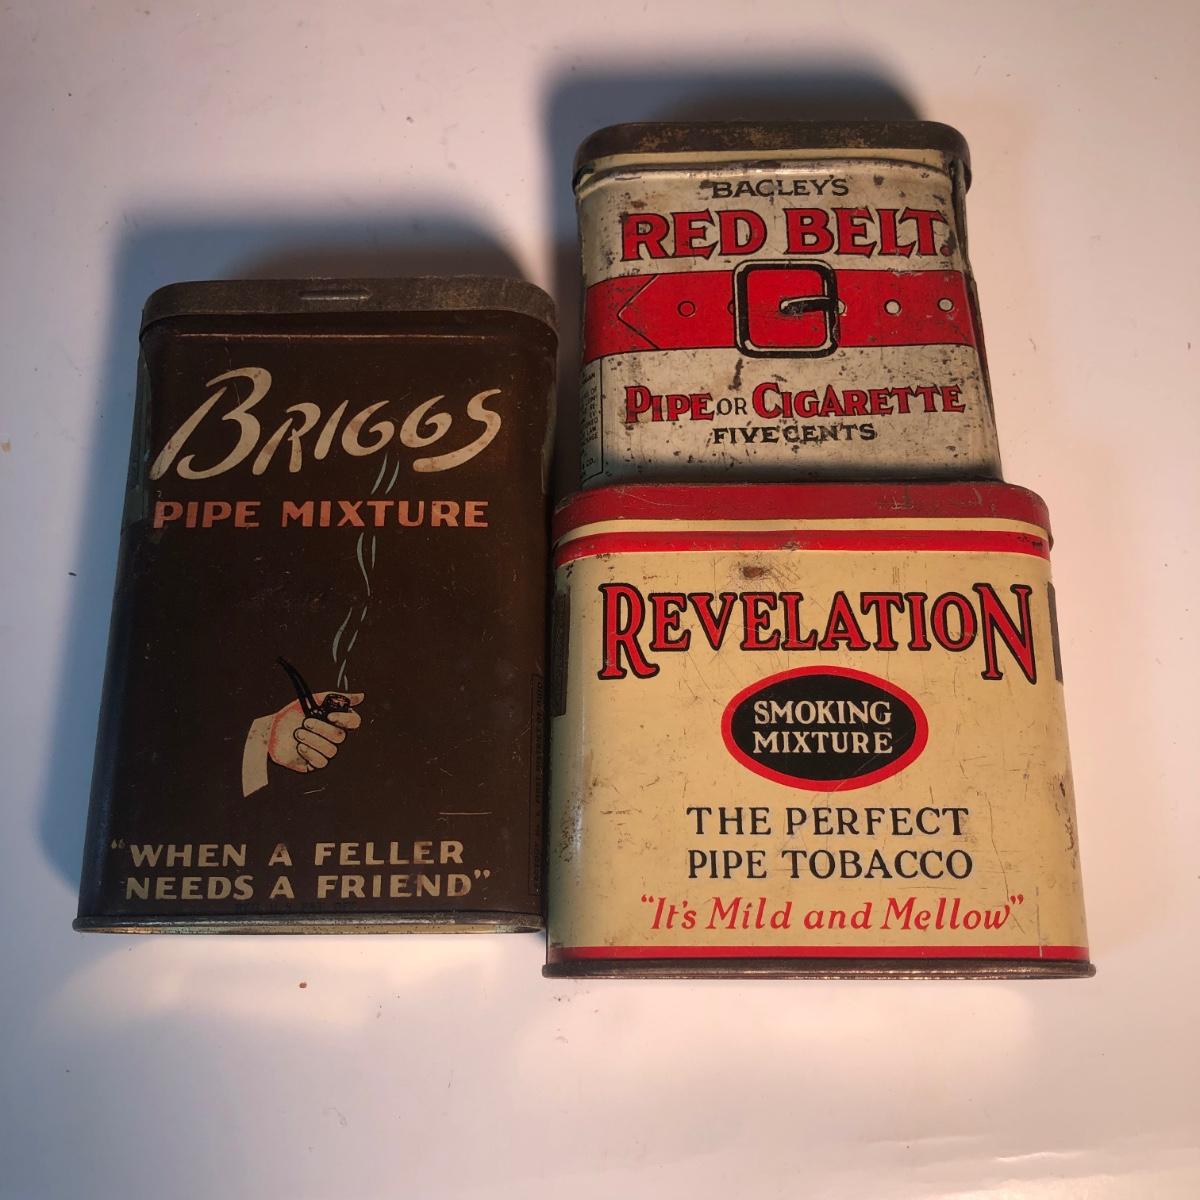 BRIGGS
PIPE MIXTURE
"WHEN A FELLER
NEEDS A FRIEND"
BAGLEY'S
RED BELT.
PIPE OR CIGARETTE
FIVE CENTS
REVELATION
SMOKING
MIXTURE
THE PERFECT
PIPE TOBACCO
"It's Mild and Mellow"